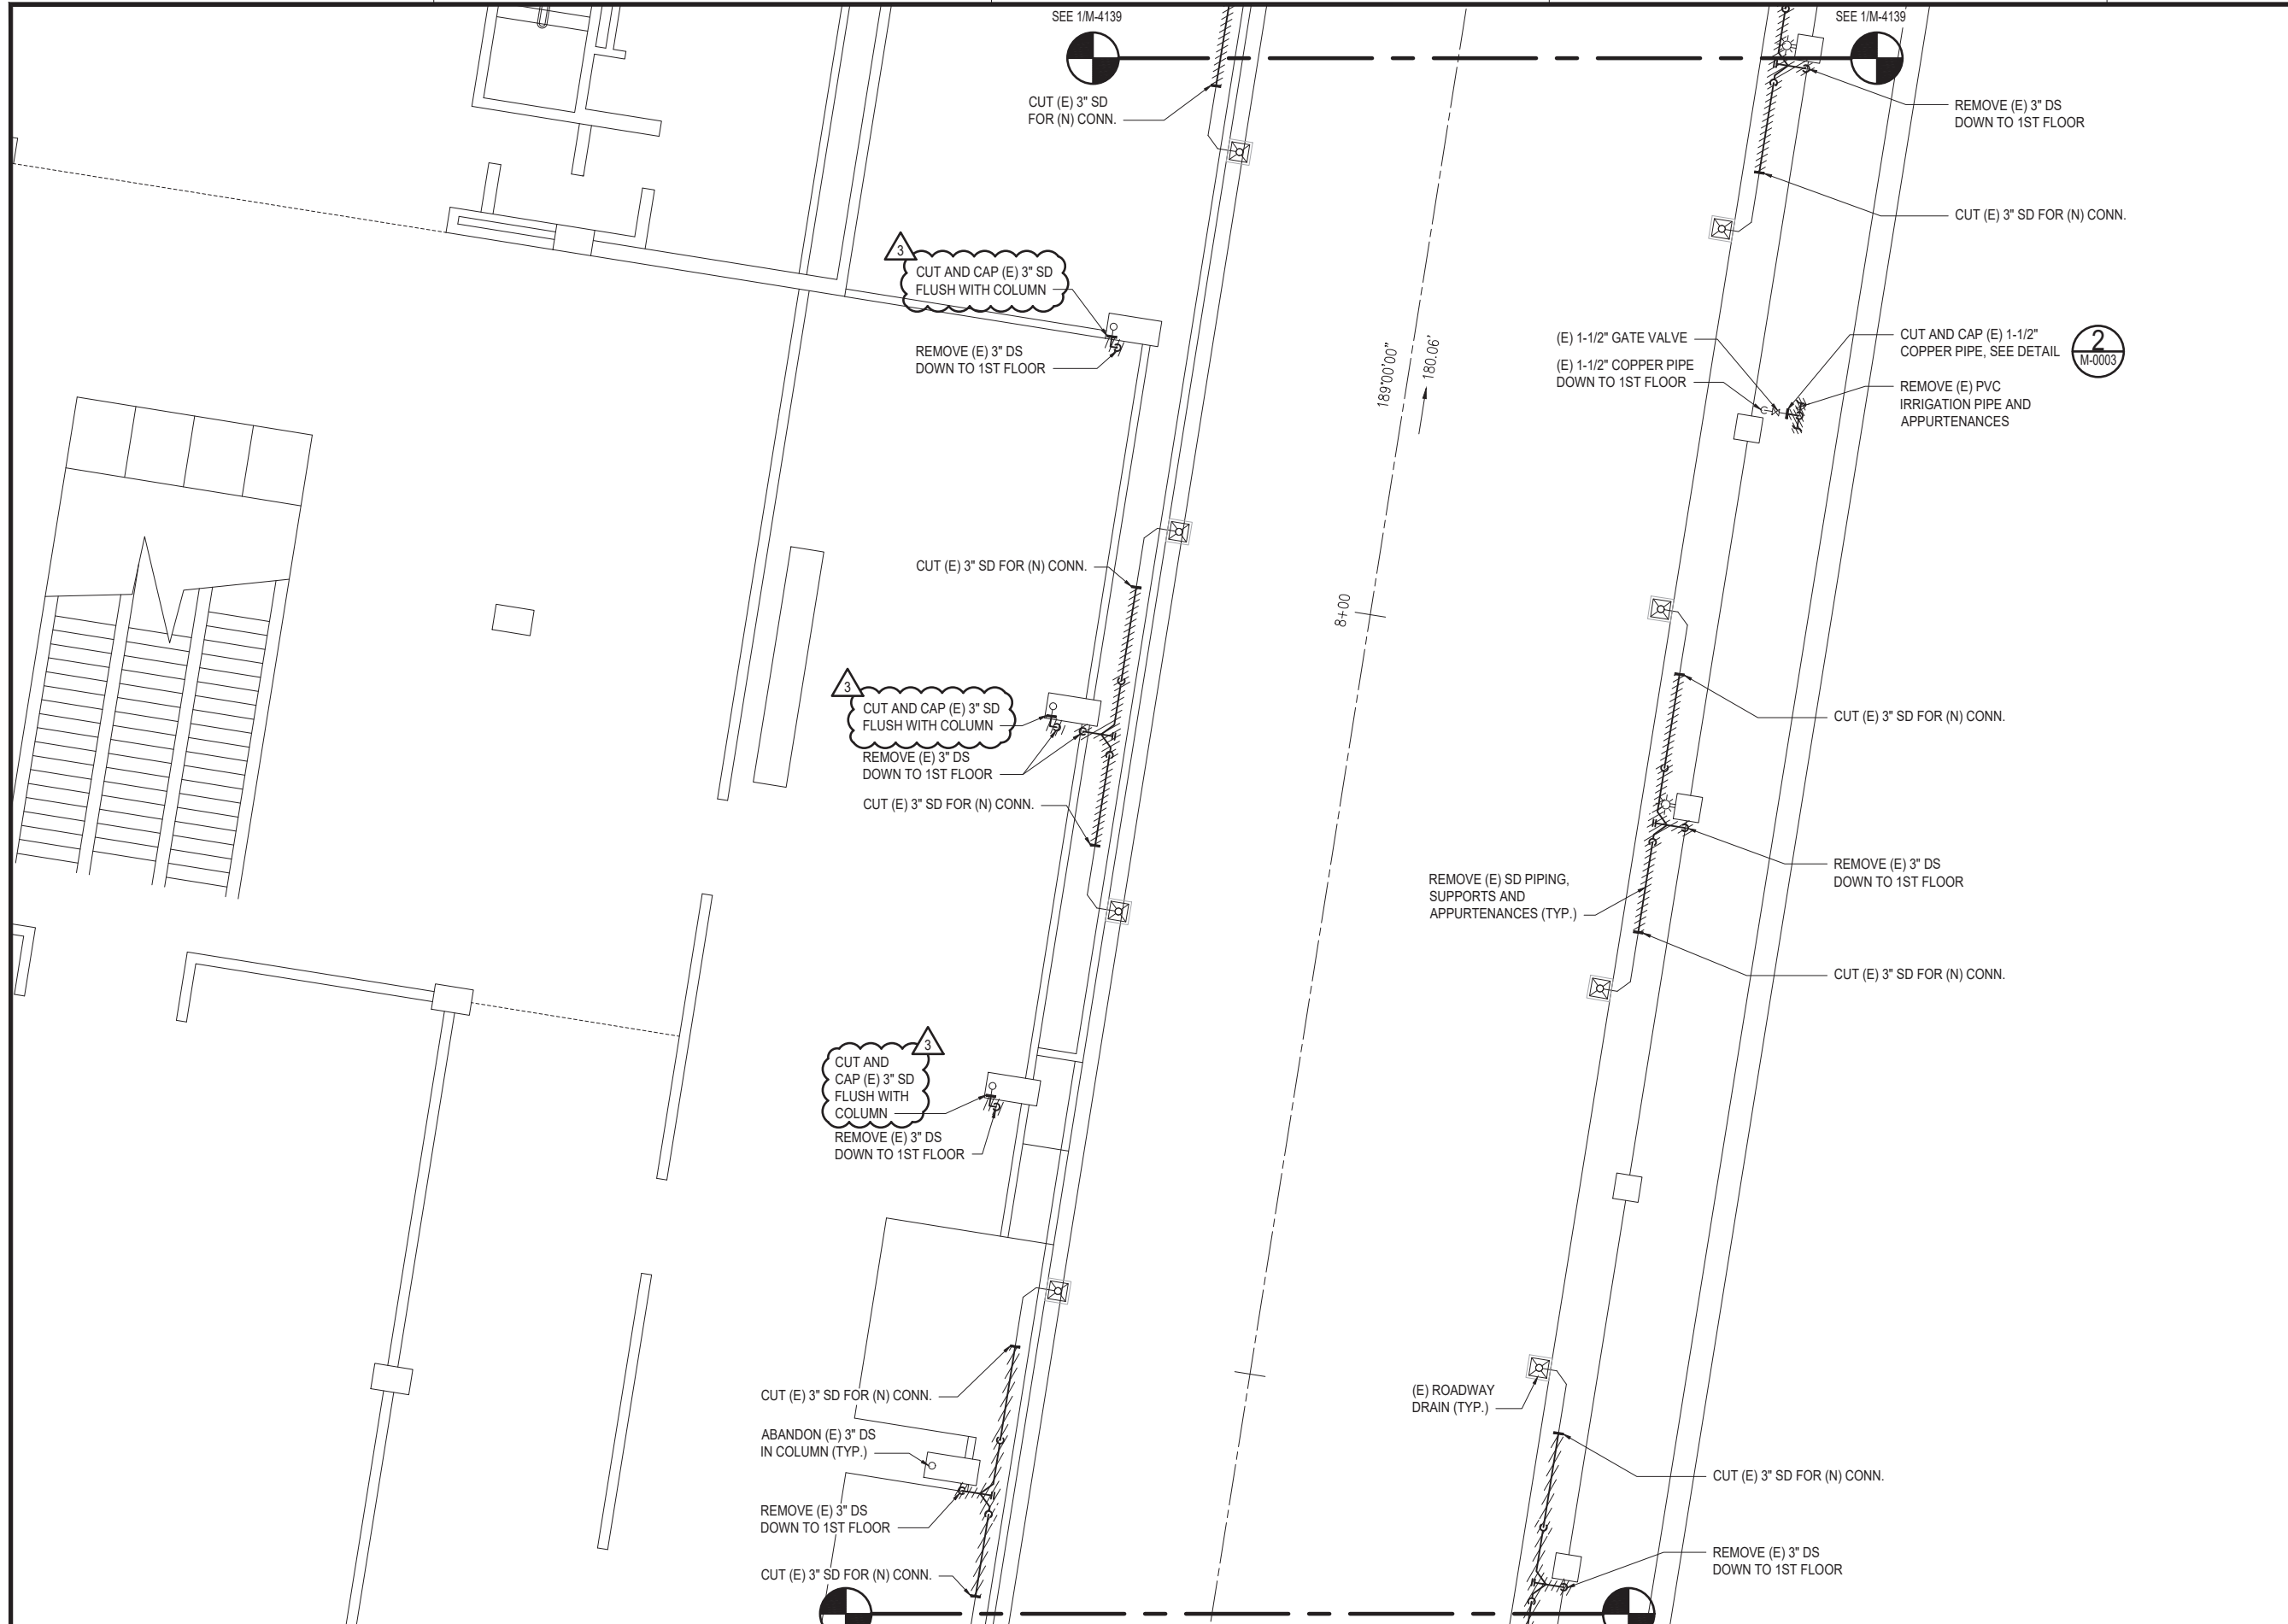 SEE 1/M-4139
SEE 1/M-4139
CUT (E) 3" SD
FOR (N) CONN.
REMOVE (E) 3" DS
DOWN TO 1ST FLOOR
CUT (E) 3" SD FOR (N) CONN.
3
CUT AND CAP (E) 3" SD
FLUSH WITH COLUMN
REMOVE (E) 3" DS
DOWN TO 1ST FLOOR
189°00'00"
180.06'
(E) 1-1/2" GATE VALVE
(E) 1-1/2" COPPER PIPE
DOWN TO 1ST FLOOR
CUT AND CAP (E) 1-1/2"
COPPER PIPE, SEE DETAIL
2
M-0003
REMOVE (E) PVC
IRRIGATION PIPE AND
APPURTENANCES
CUT (E) 3" SD FOR (N) CONN.
8+00
3
CUT AND CAP (E) 3" SD
FLUSH WITH COLUMN
REMOVE (E) 3" DS
DOWN TO 1ST FLOOR
CUT (E) 3" SD FOR (N) CONN.
CUT (E) 3" SD FOR (N) CONN.
REMOVE (E) 3" DS
DOWN TO 1ST FLOOR
REMOVE (E) SD PIPING,
SUPPORTS AND
APPURTENANCES (TYP.)
CUT (E) 3" SD FOR (N) CONN.
3
CUT AND
CAP (E) 3" SD
FLUSH WITH
COLUMN
REMOVE (E) 3" DS
DOWN TO 1ST FLOOR
CUT (E) 3" SD FOR (N) CONN.
ABANDON (E) 3" DS
IN COLUMN (TYP.)
REMOVE (E) 3" DS
DOWN TO 1ST FLOOR
CUT (E) 3" SD FOR (N) CONN.
(E) ROADWAY
DRAIN (TYP.)
CUT (E) 3" SD FOR (N) CONN.
REMOVE (E) 3" DS
DOWN TO 1ST FLOOR